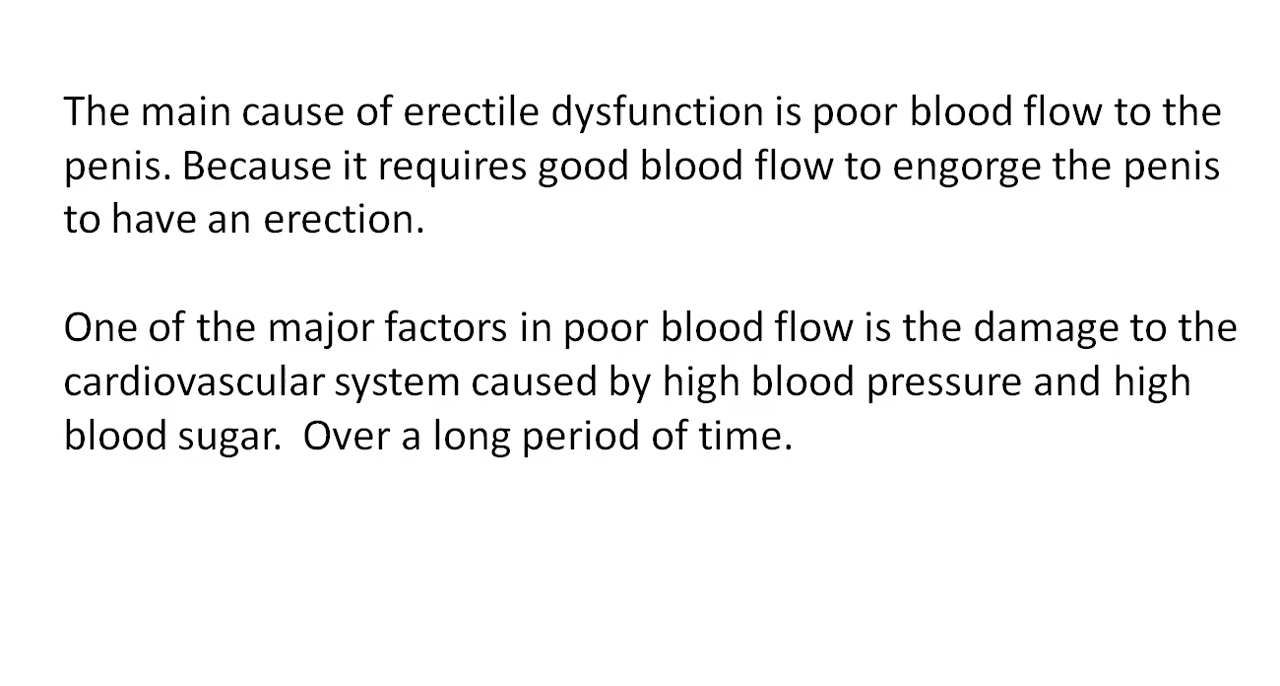 The main cause of erectile dysfunction is poor blood flow to the
penis. Because it requires good blood flow to engorge the penis
to have an erection.
One of the major factors in poor blood flow is the damage to the
cardiovascular system caused by high blood pressure and high
blood sugar.  Over a long period of time.